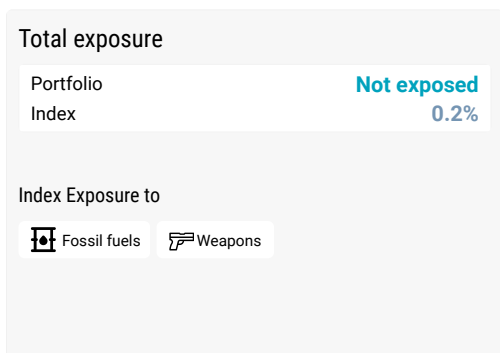 Total exposure
Portfolio Not exposed
Index 0.2%
Index Exposure to
Fossil fuels Weapons